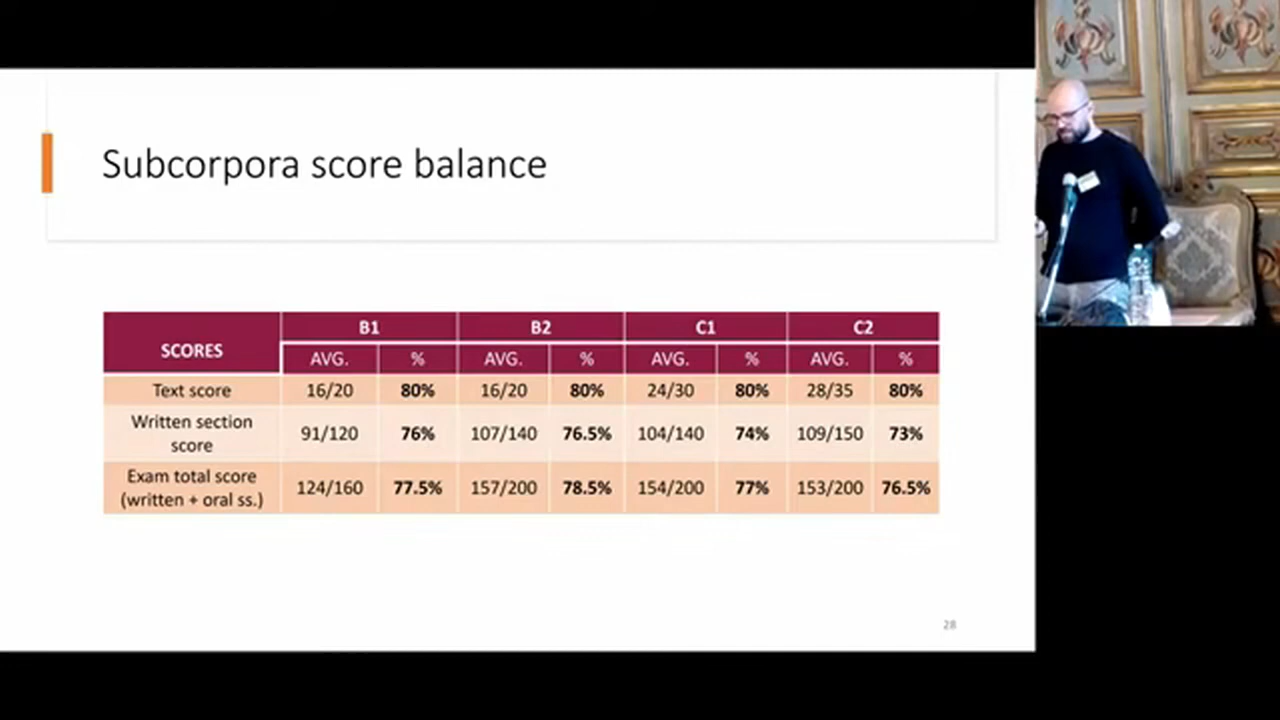 Subcorpora score balance
SCORES B1 B2 C1 C2
AVG. % AVG. % AVG. % AVG. %
Text score 16/20 80% 16/20 80% 24/30 80% 28/35 80%
Written section
score 91/120 76% 107/140 76.5% 104/140 74% 109/150 73%
Exam total score
(written + oral ss.) 124/160 77.5% 157/200 78.5% 154/200 77% 153/200 76.5%
28